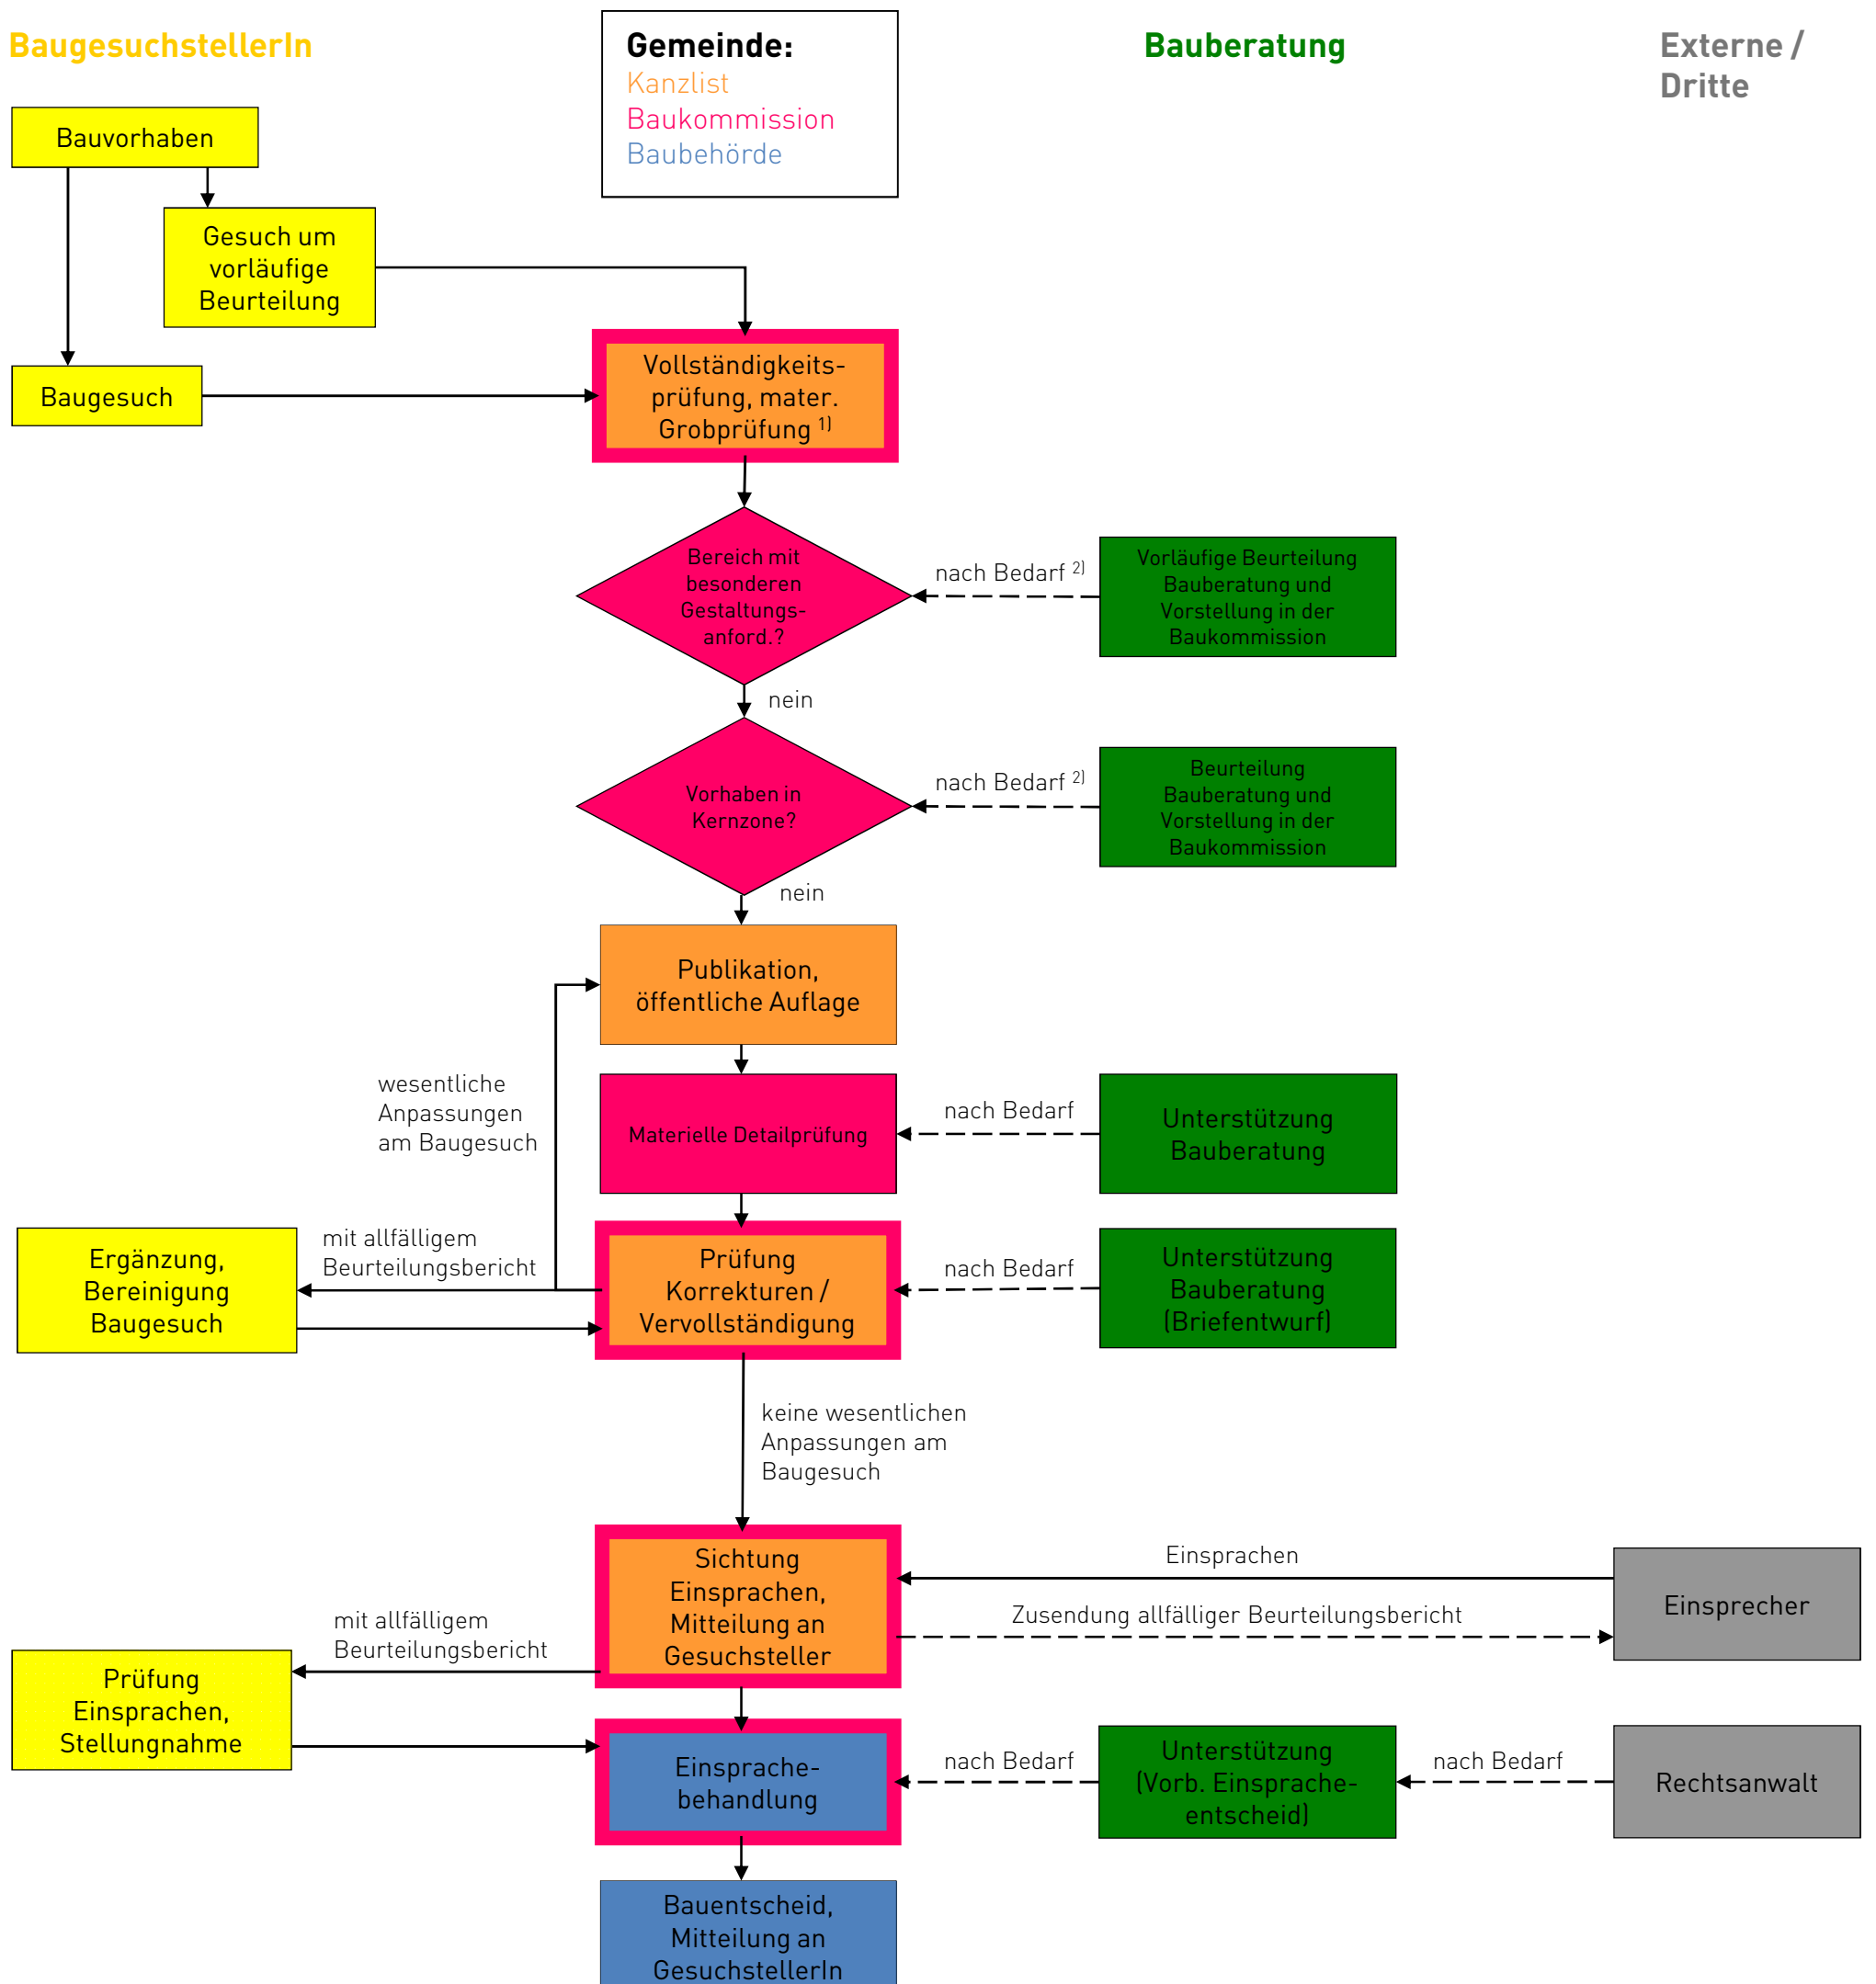 BaugesuchstellerIn
Gemeinde:
Kanzlist
Baukommission
Baubehörde
Bauberatung
Externe /
Dritte
Bauvorhaben
Gesuch um
vorläufige
Beurteilung
Baugesuch
Vollständigkeits-
prüfung, mater.
Grobprüfung 1)
Bereich mit
besonderen
Gestaltungs-
anford.?
nach Bedarf 2)
Vorläufige Beurteilung
Bauberatung und
Vorstellung in der
Baukommission
nein
Vorhaben in
Kernzone?
nach Bedarf 2)
Beurteilung
Bauberatung und
Vorstellung in der
Baukommission
nein
Publikation,
öffentliche Auflage
wesentliche
Anpassungen
am Baugesuch
Materielle Detailprüfung
nach Bedarf
Unterstützung
Bauberatung
Ergänzung,
Bereinigung
Baugesuch
mit allfälligem
Beurteilungsbericht
Prüfung
Korrekturen /
Vervollständigung
nach Bedarf
Unterstützung
Bauberatung
(Briefentwurf)
keine wesentlichen
Anpassungen am
Baugesuch
Sichtung
Einsprachen,
Mitteilung an
Gesuchsteller
Einsprachen
Zusendung allfälliger Beurteilungsbericht
Einsprecher
mit allfälligem
Beurteilungsbericht
Prüfung
Einsprachen,
Stellungnahme
Einsprache-
behandlung
nach Bedarf
Unterstützung
(Vorb. Einsprache-
entscheid)
nach Bedarf
Rechtsanwalt
Bauentscheid,
Mitteilung an
GesuchstellerIn